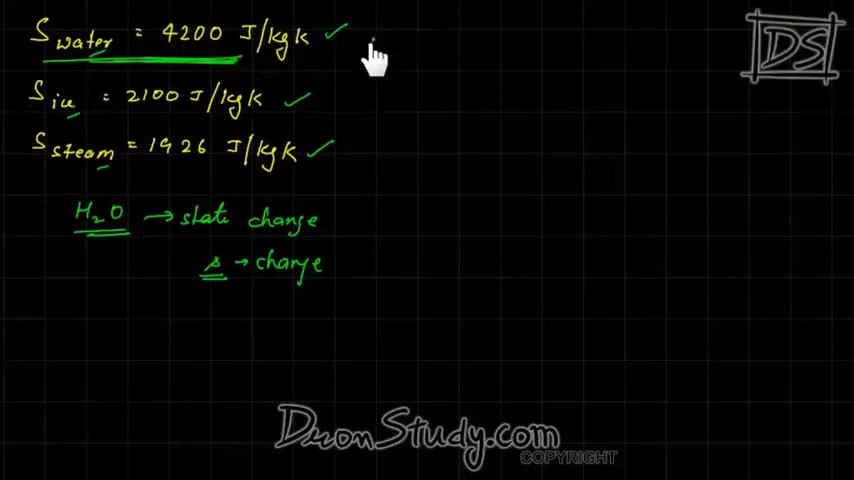 S water = 4200 J/kgk ✓
DS
S ice = 2100 J/kgk ✓
S steam = 1926 J/kgk ✓
H₂O → state change
s → change
DronStudy.com
COPYRIGHT